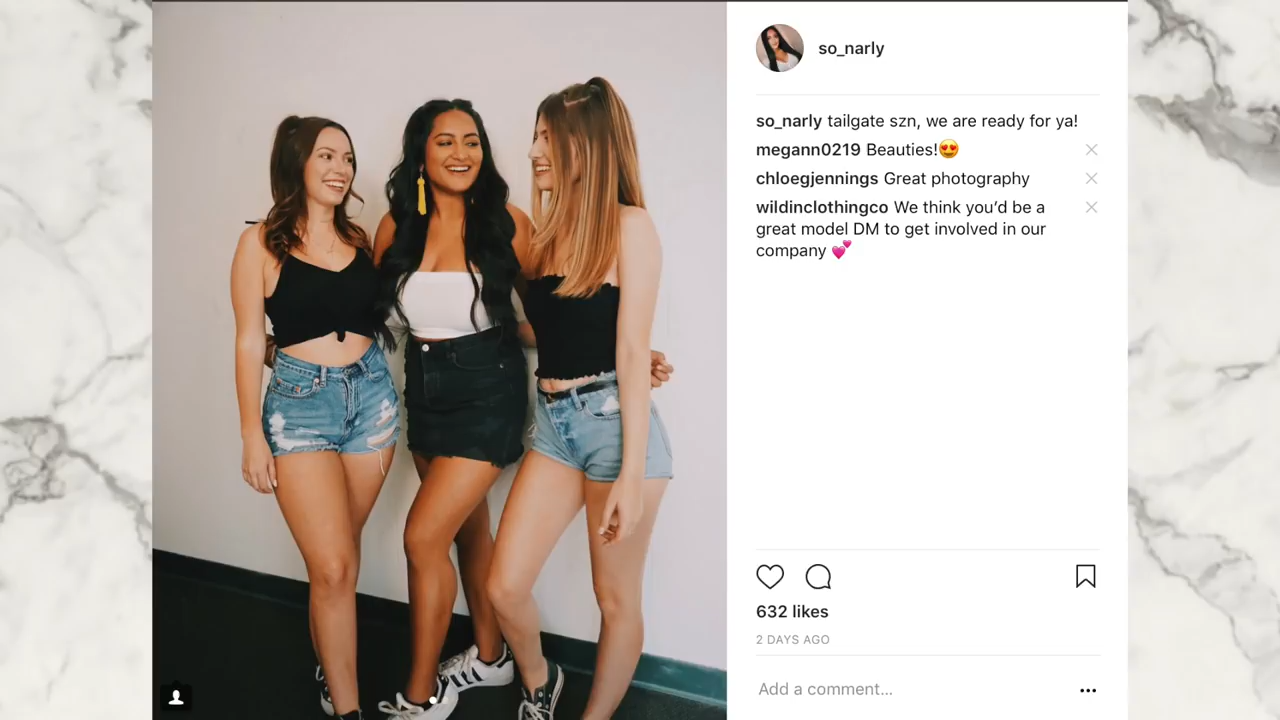 so_narly
so_narly tailgate szn, we are ready for ya!
megann0219 Beauties!😍
chloegjennings Great photography
wildinclothingco We think you’d be a
great model DM to get involved in our
company 💕
632 likes
2 DAYS AGO
Add a comment...